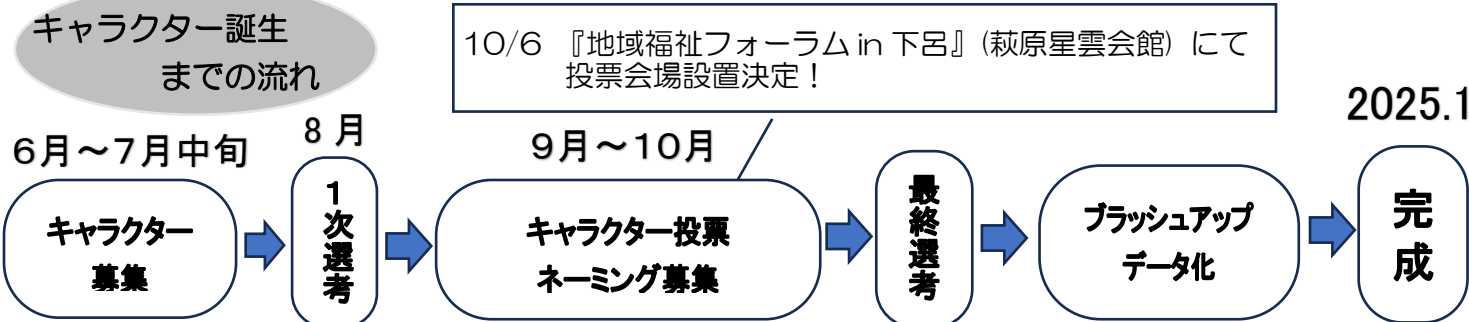 キャラクター誕生
までの流れ
10/6 『地域福祉フォーラム in 下呂』(萩原星雲会館) にて
投票会場設置決定！
2025.1
6月～7月中旬
8月
9月～10月
キャラクター
募集
1次選考
キャラクター投票
ネーミング募集
最終選考
ブラッシュアップ
データ化
完成